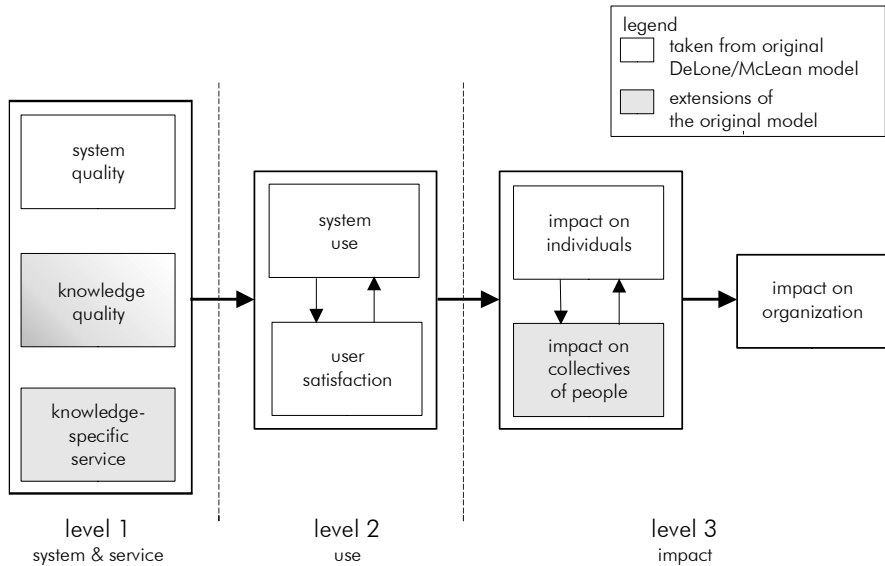 legend
taken from original
DeLone/McLean model
extensions of
the original model
system
quality
knowledge
quality
knowledge-
specific
service
system
use
user
satisfaction
impact on
individuals
impact on
collectives
of people
impact on
organization
level 1
system & service
level 2
use
level 3
impact